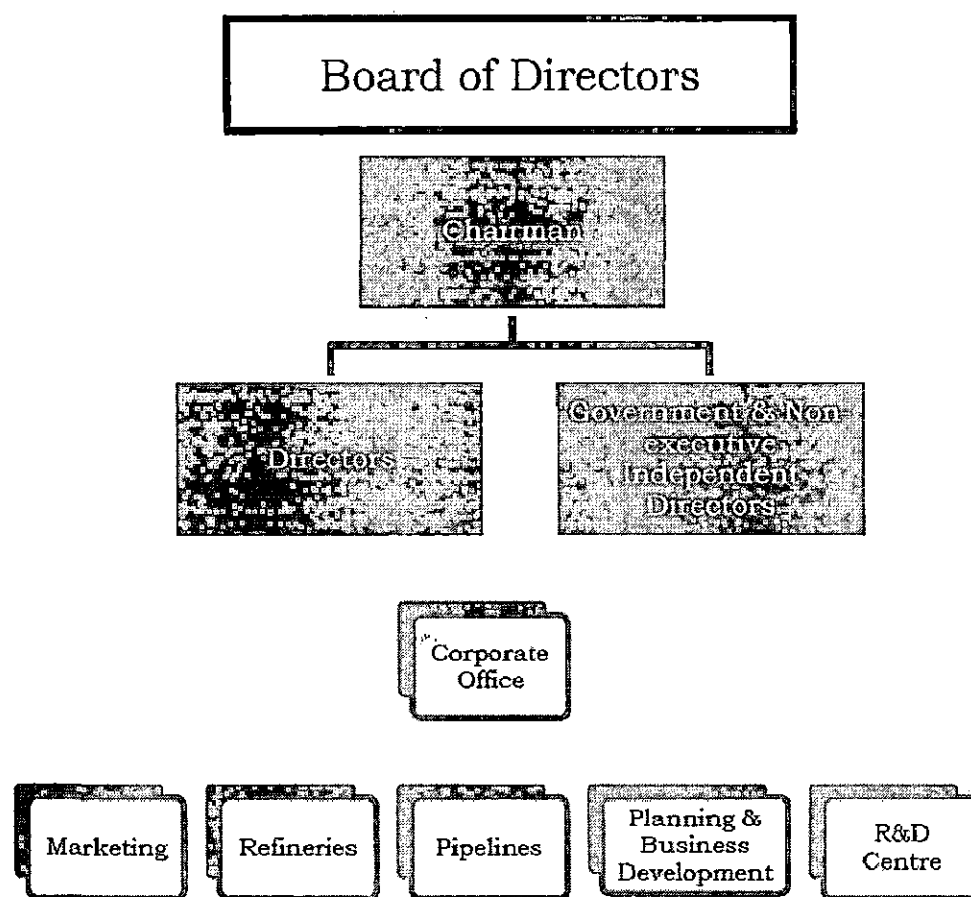 Board of Directors
Chairman
Directors
Government & Non
executive
Independent
Directors
Corporate
Office
Marketing
Refineries
Pipelines
Planning &
Business
Development
R&D
Centre